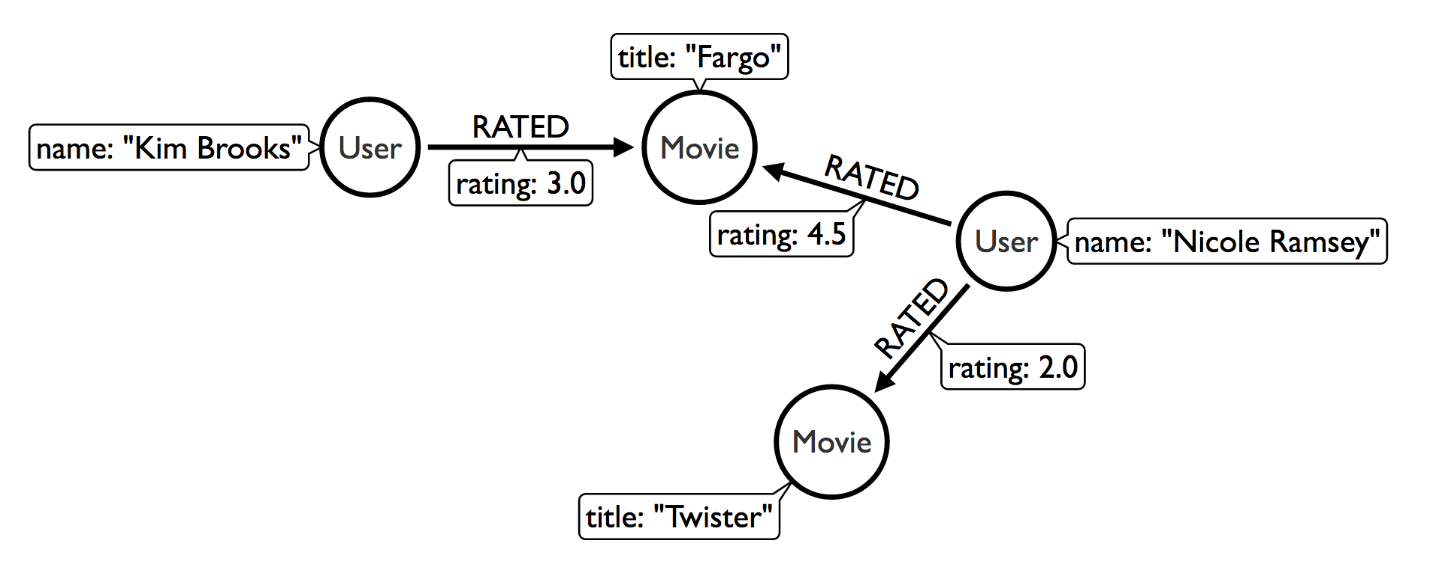 title: "Fargo"
name: "Kim Brooks"
User
RATED
rating: 3.0
Movie
RATED
rating: 4.5
User
name: "Nicole Ramsey"
RATED
rating: 2.0
Movie
title: "Twister"